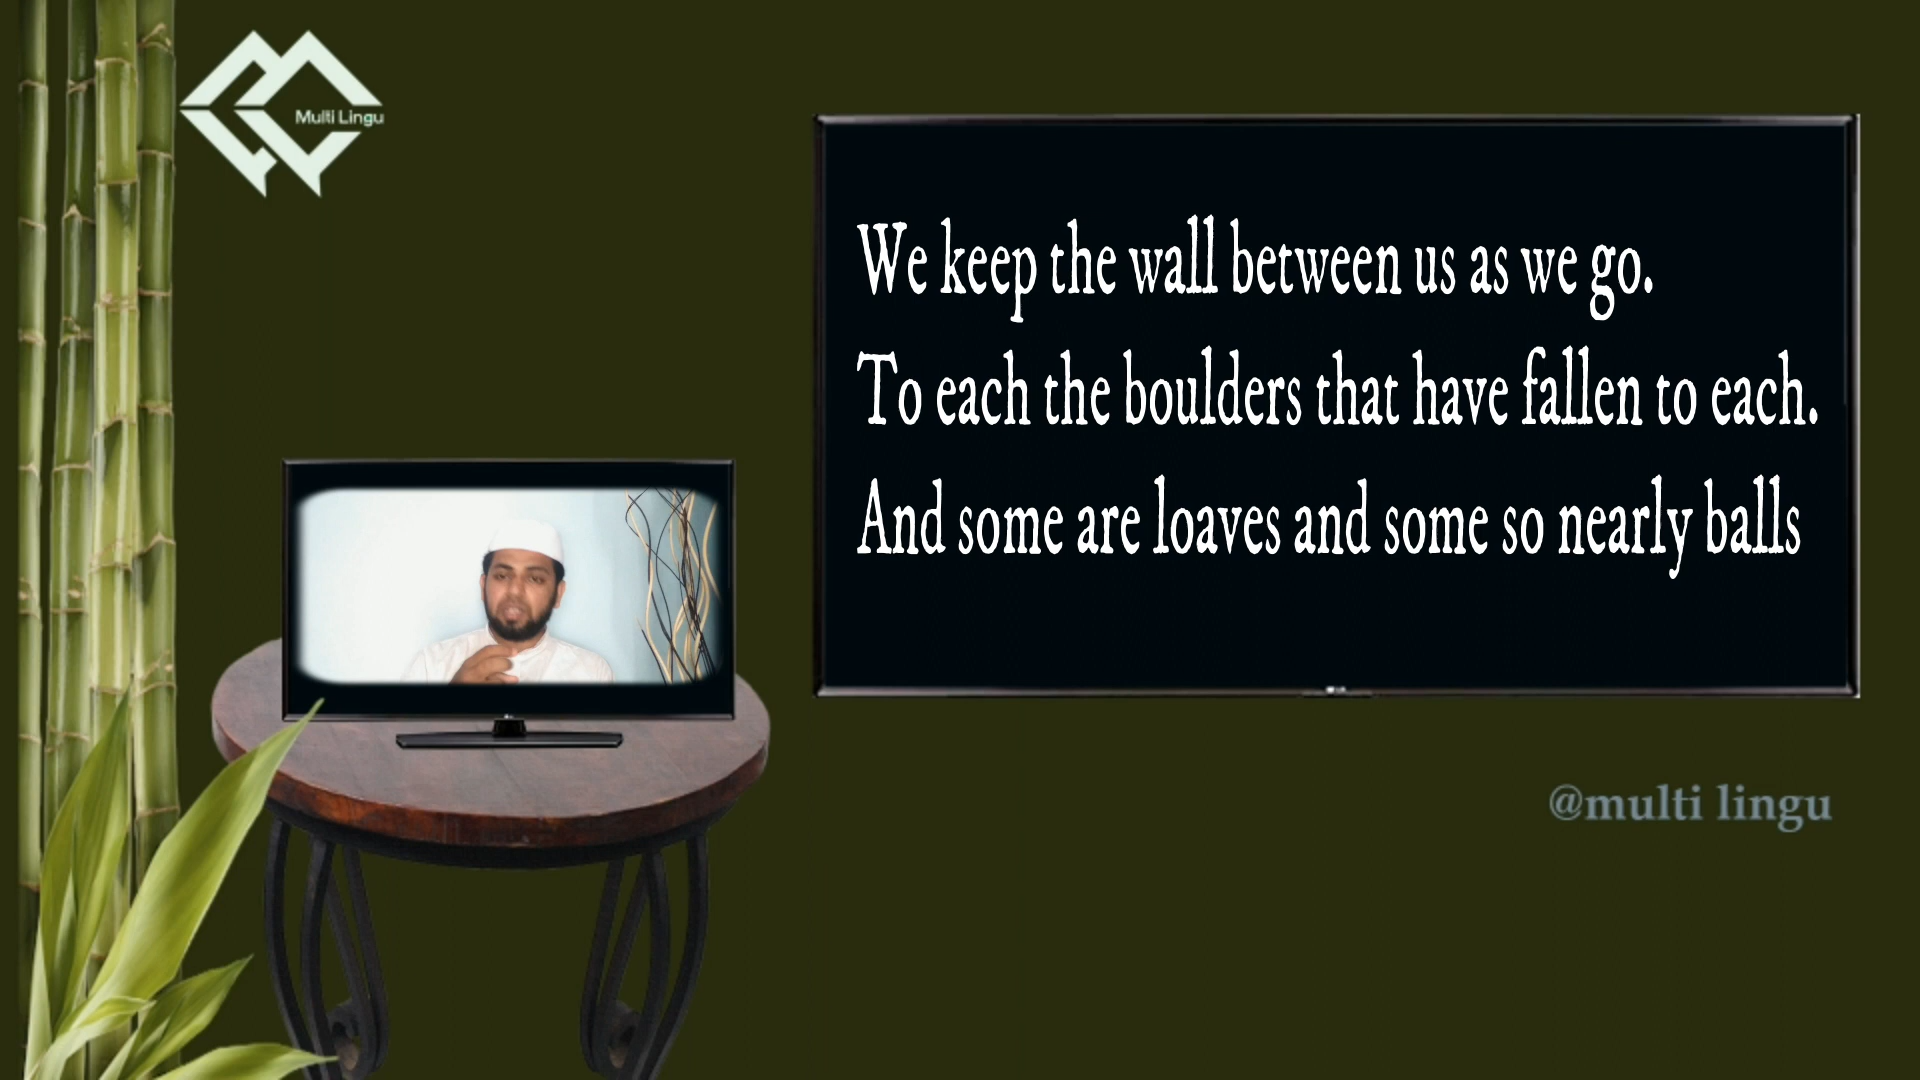 Multi Lingu
We keep the wall between us as we go.
To each the boulders that have fallen to each.
And some are loaves and some so nearly balls
@multi lingu